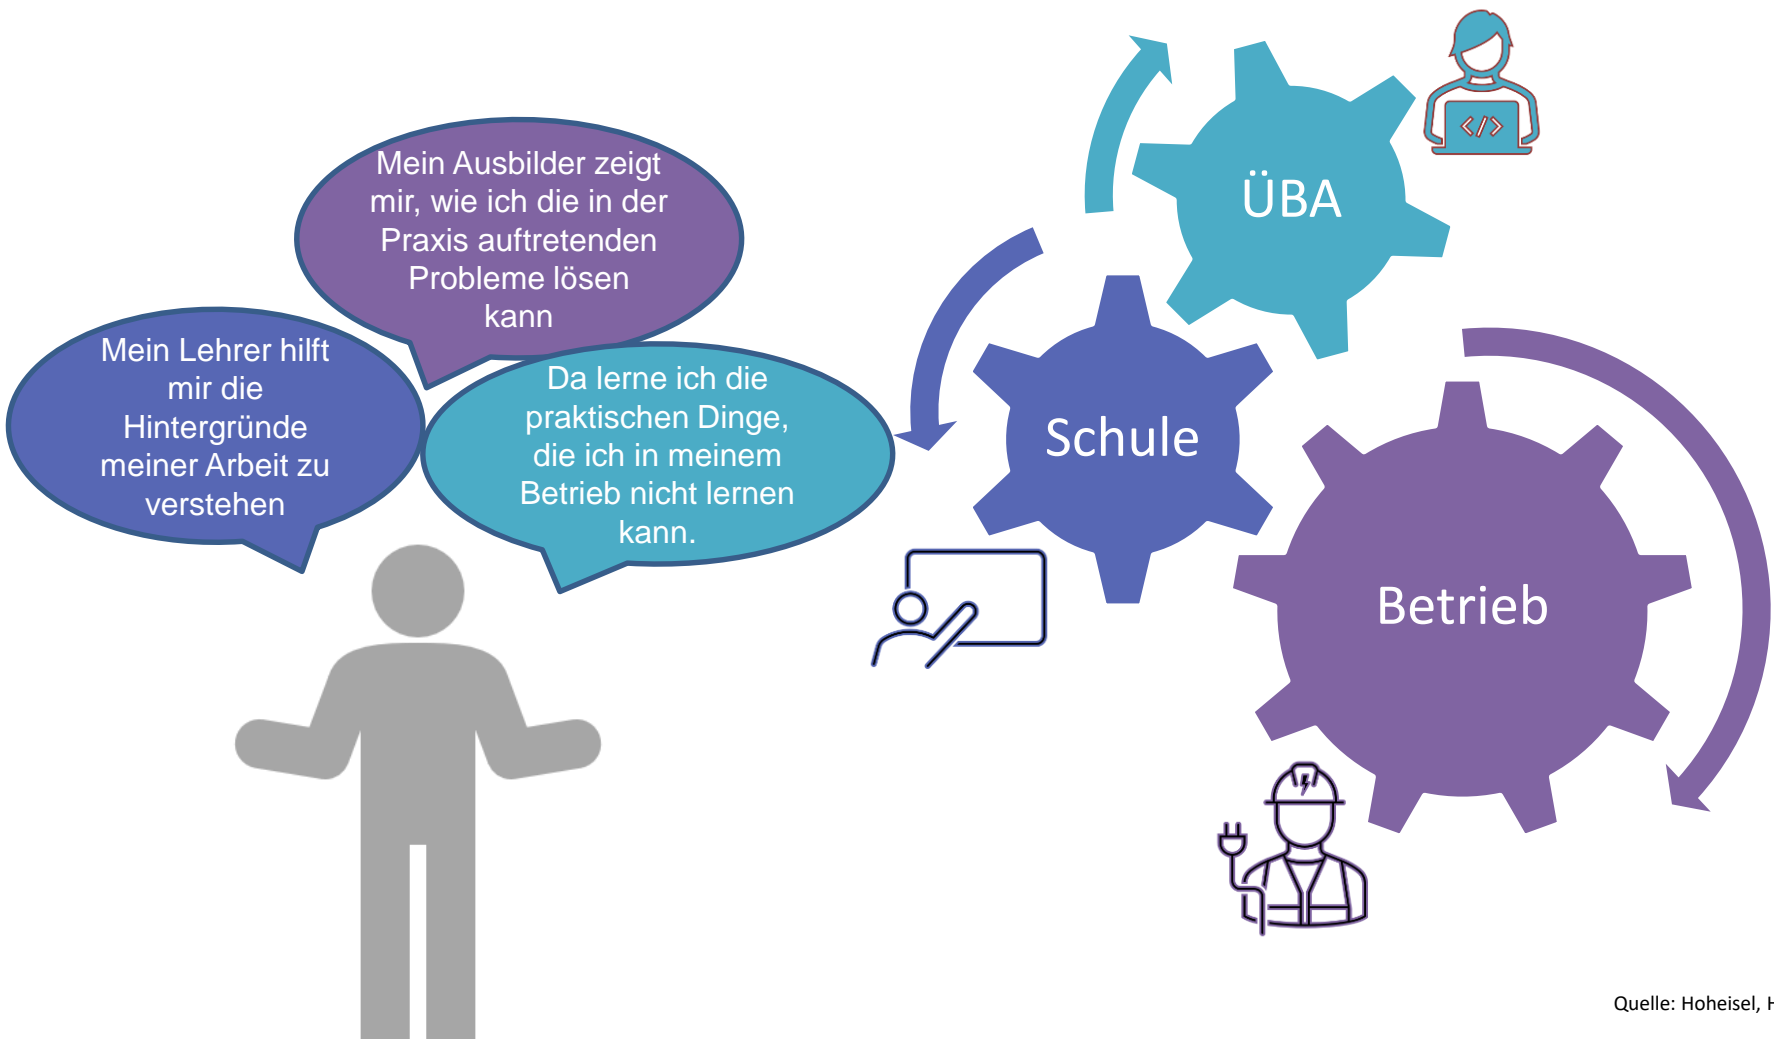 Mein Ausbilder zeigt
mir, wie ich die in der
Praxis auftretenden
Probleme lösen
kann
Mein Lehrer hilft
mir die
Hintergründe
meiner Arbeit zu
verstehen
Da lerne ich die
praktischen Dinge,
die ich in meinem
Betrieb nicht lernen
kann.
ÜBA
</>
Schule
Betrieb
Quelle: Hoheisel, H